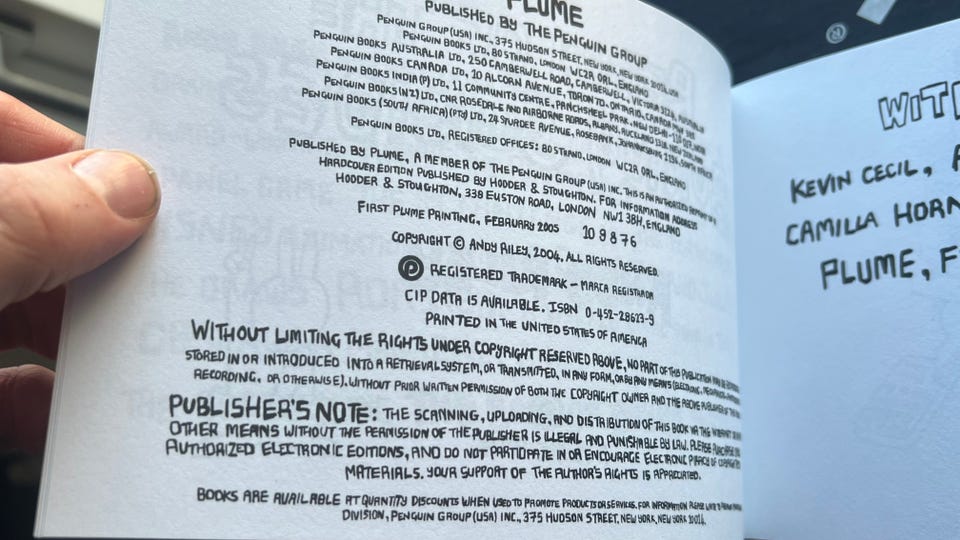 PLUME
PUBLISHED BY THE PENGUIN GROUP
PENGUIN GROUP (USA) INC., 375 HUDSON STREET, NEW YORK, NEW YORK 10014, USA
PENGUIN BOOKS LTD, 80 STRAND, LONDON WC2R 0RL, ENGLAND
PENGUIN BOOKS AUSTRALIA LTD, 250 CAMBERWELL ROAD, CAMBERWELL, VICTORIA 3124, AUSTRALIA
PENGUIN BOOKS CANADA LTD, 10 ALCORN AVENUE, TORONTO, ONTARIO, CANADA
PENGUIN BOOKS INDIA (P) LTD, 11 COMMUNITY CENTRE, PANCHSHEEL PARK, NEW DELHI
PENGUIN BOOKS (NZ) LTD, CNR ROSEDALE AND AIRBORNE ROADS, ALBANY, AUCKLAND 1310, NEW ZEALAND
PENGUIN BOOKS (SOUTH AFRICA) (PTY) LTD, 24 STURDEE AVENUE, ROSEBANK, JOHANNESBURG 2196, SOUTH AFRICA
PENGUIN BOOKS LTD, REGISTERED OFFICES: 80 STRAND, LONDON WC2R 0RL, ENGLAND
PUBLISHED BY PLUME, A MEMBER OF THE PENGUIN GROUP (USA) INC. THIS IS AN AUTHORIZED REPRINT OF A
HARDCOVER EDITION PUBLISHED BY HODDER & STOUGHTON. FOR INFORMATION ADDRESS
HODDER & STOUGHTON, 338 EUSTON ROAD, LONDON NW1 3BH, ENGLAND
FIRST PLUME PRINTING, FEBRUARY 2005 10 9 8 7 6
COPYRIGHT © ANDY RILEY, 2004. ALL RIGHTS RESERVED.
REGISTERED TRADEMARK – MARCA REGISTRADA
CIP DATA IS AVAILABLE. ISBN 0-452-28623-9
PRINTED IN THE UNITED STATES OF AMERICA
WITHOUT LIMITING THE RIGHTS UNDER COPYRIGHT RESERVED ABOVE, NO PART OF THIS PUBLICATION MAY BE
STORED IN OR INTRODUCED INTO A RETRIEVAL SYSTEM, OR TRANSMITTED, IN ANY FORM, OR BY ANY MEANS (ELECTRONIC, MECHANICAL,
RECORDING, OR OTHERWISE), WITHOUT PRIOR WRITTEN PERMISSION OF BOTH THE COPYRIGHT OWNER AND THE ABOVE PUBLISHER OF THIS
PUBLISHER'S NOTE: THE SCANNING, UPLOADING, AND DISTRIBUTION OF THIS BOOK VIA THE INTERNET
OTHER MEANS WITHOUT THE PERMISSION OF THE PUBLISHER IS ILLEGAL AND PUNISHABLE BY LAW. PLEASE PURCHASE
AUTHORIZED ELECTRONIC EDITIONS, AND DO NOT PARTICIPATE IN OR ENCOURAGE ELECTRONIC PIRACY OF
MATERIALS. YOUR SUPPORT OF THE AUTHOR'S RIGHTS IS APPRECIATED.
BOOKS ARE AVAILABLE AT QUANTITY DISCOUNTS WHEN USED TO PROMOTE PRODUCTS OR SERVICES. FOR INFORMATION PLEASE WRITE TO
DIVISION, PENGUIN GROUP (USA) INC., 375 HUDSON STREET, NEW YORK, NEW YORK 10014.
KEVIN CECIL,
CAMILLA
PLUME,